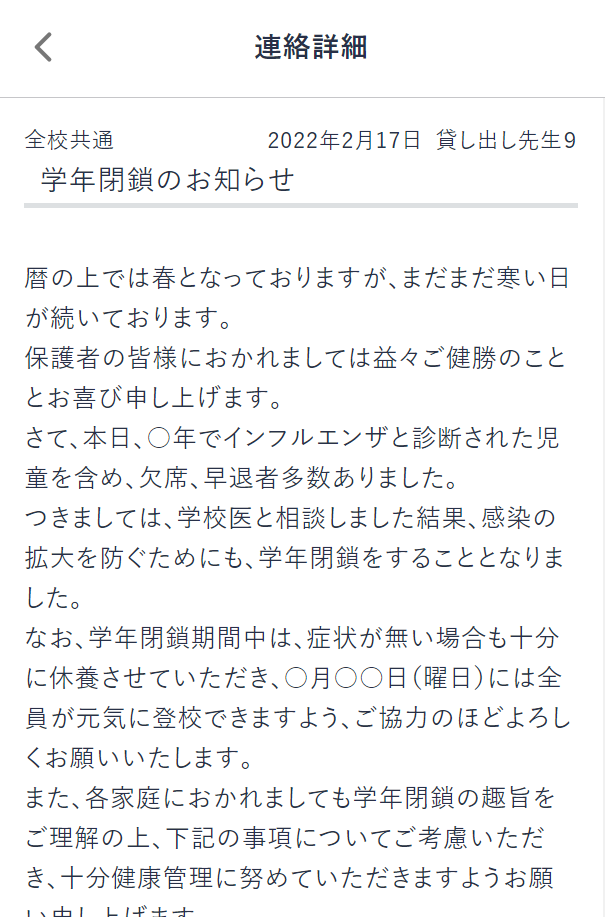 連絡詳細
全校共通 2022年2月17日 貸し出し先生9
学年閉鎖のお知らせ
暦の上では春となっておりますが、まだまだ寒い日
が続いております。
保護者の皆様におかれましては益々ご健勝のこと
とお喜び申し上げます。
さて、本日、〇年でインフルエンザと診断された児
童を含め、欠席、早退者多数ありました。
つきましては、学校医と相談しました結果、感染の
拡大を防ぐためにも、学年閉鎖をすることとなりま
した。
なお、学年閉鎖期間中は、症状が無い場合も十分
に休養させていただき、〇月〇〇日(曜日)には全
員が元気に登校できますよう、ご協力のほどよろし
くお願いいたします。
また、各家庭におかれましても学年閉鎖の趣旨を
ご理解の上、下記の事項についてご考慮いただ
き、十分健康管理に努めていただきますようお願
い申し上げます